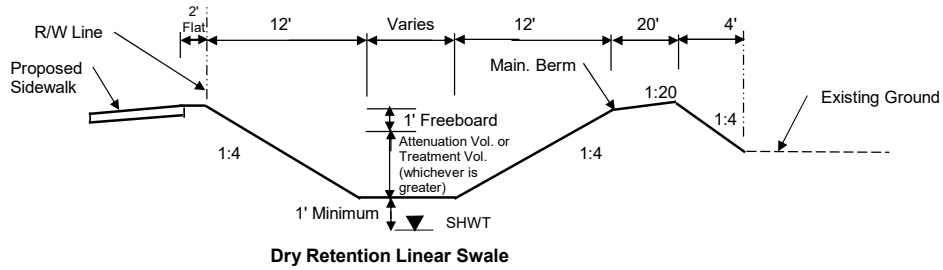 2'
Flat
12'
Varies
12'
20'
4'
R/W Line
Proposed
Sidewalk
Main. Berm
1:20
Existing Ground
1' Freeboard
1:4
Attenuation Vol. or
Treatment Vol.
(whichever is
greater)
1:4
1:4
1' Minimum
SHWT
Dry Retention Linear Swale